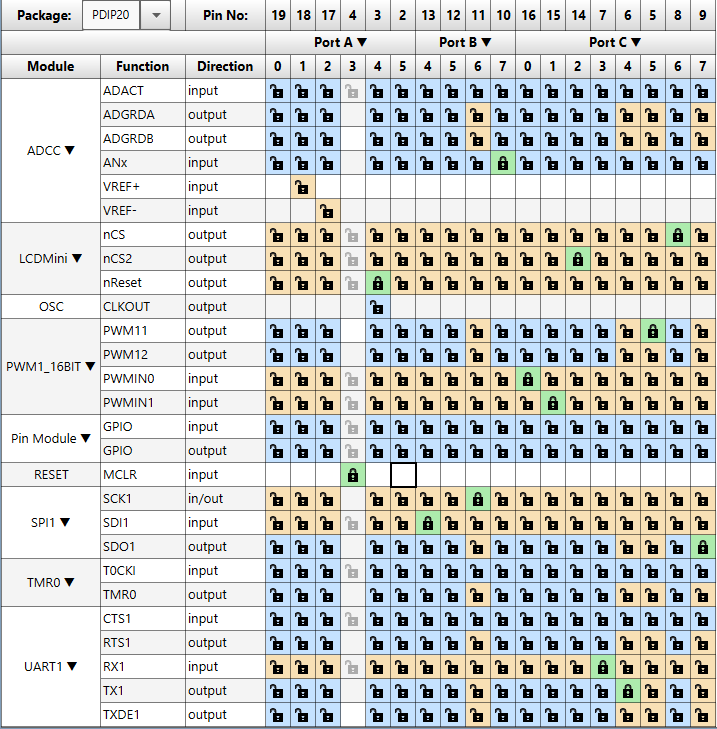 Package: PDIP20 Pin No: 19 18 17 4 3 2 13 12 11 10 16 15 14 7 6 5 8 9
Port A ▼ Port B ▼ Port C ▼
Module Function Direction 0 1 2 3 4 5 4 5 6 7 0 1 2 3 4 5 6 7
ADCC ▼
ADACT input
ADGRDA output
ADGRDB output
ANx input
VREF+ input
VREF- input
LCDMini ▼
nCS output
nCS2 output
nReset output
OSC CLKOUT output
PWM1_16BIT ▼
PWM11 output
PWM12 output
PWMIN0 input
PWMIN1 input
Pin Module ▼
GPIO input
GPIO output
RESET MCLR input
SPI1 ▼
SCK1 in/out
SDI1 input
SDO1 output
TMR0 ▼
T0CKI input
TMR0 output
UART1 ▼
CTS1 input
RTS1 output
RX1 input
TX1 output
TXDE1 output